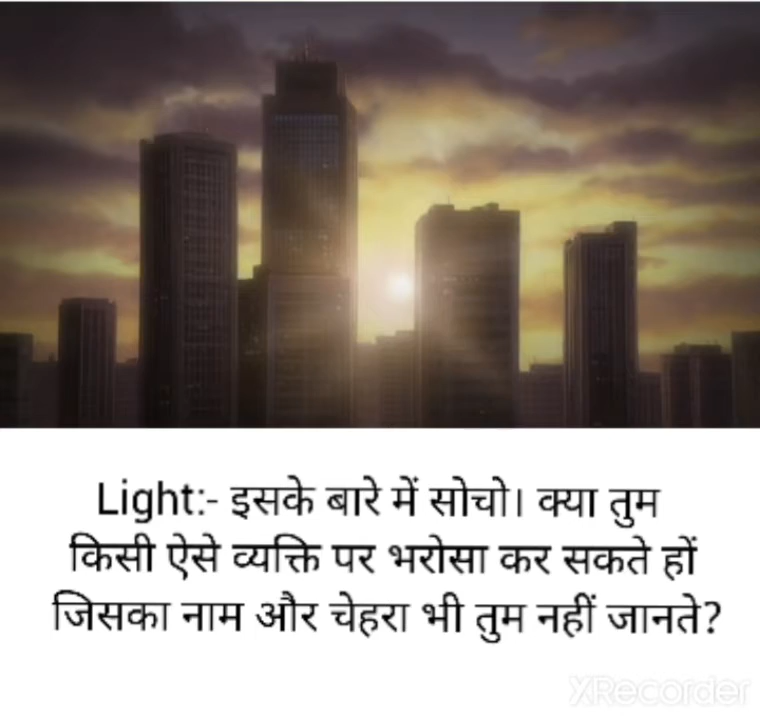 Light:- इसके बारे में सोचो। क्या तुम
किसी ऐसे व्यक्ति पर भरोसा कर सकते हों
जिसका नाम और चेहरा भी तुम नहीं जानते?
XRecorder